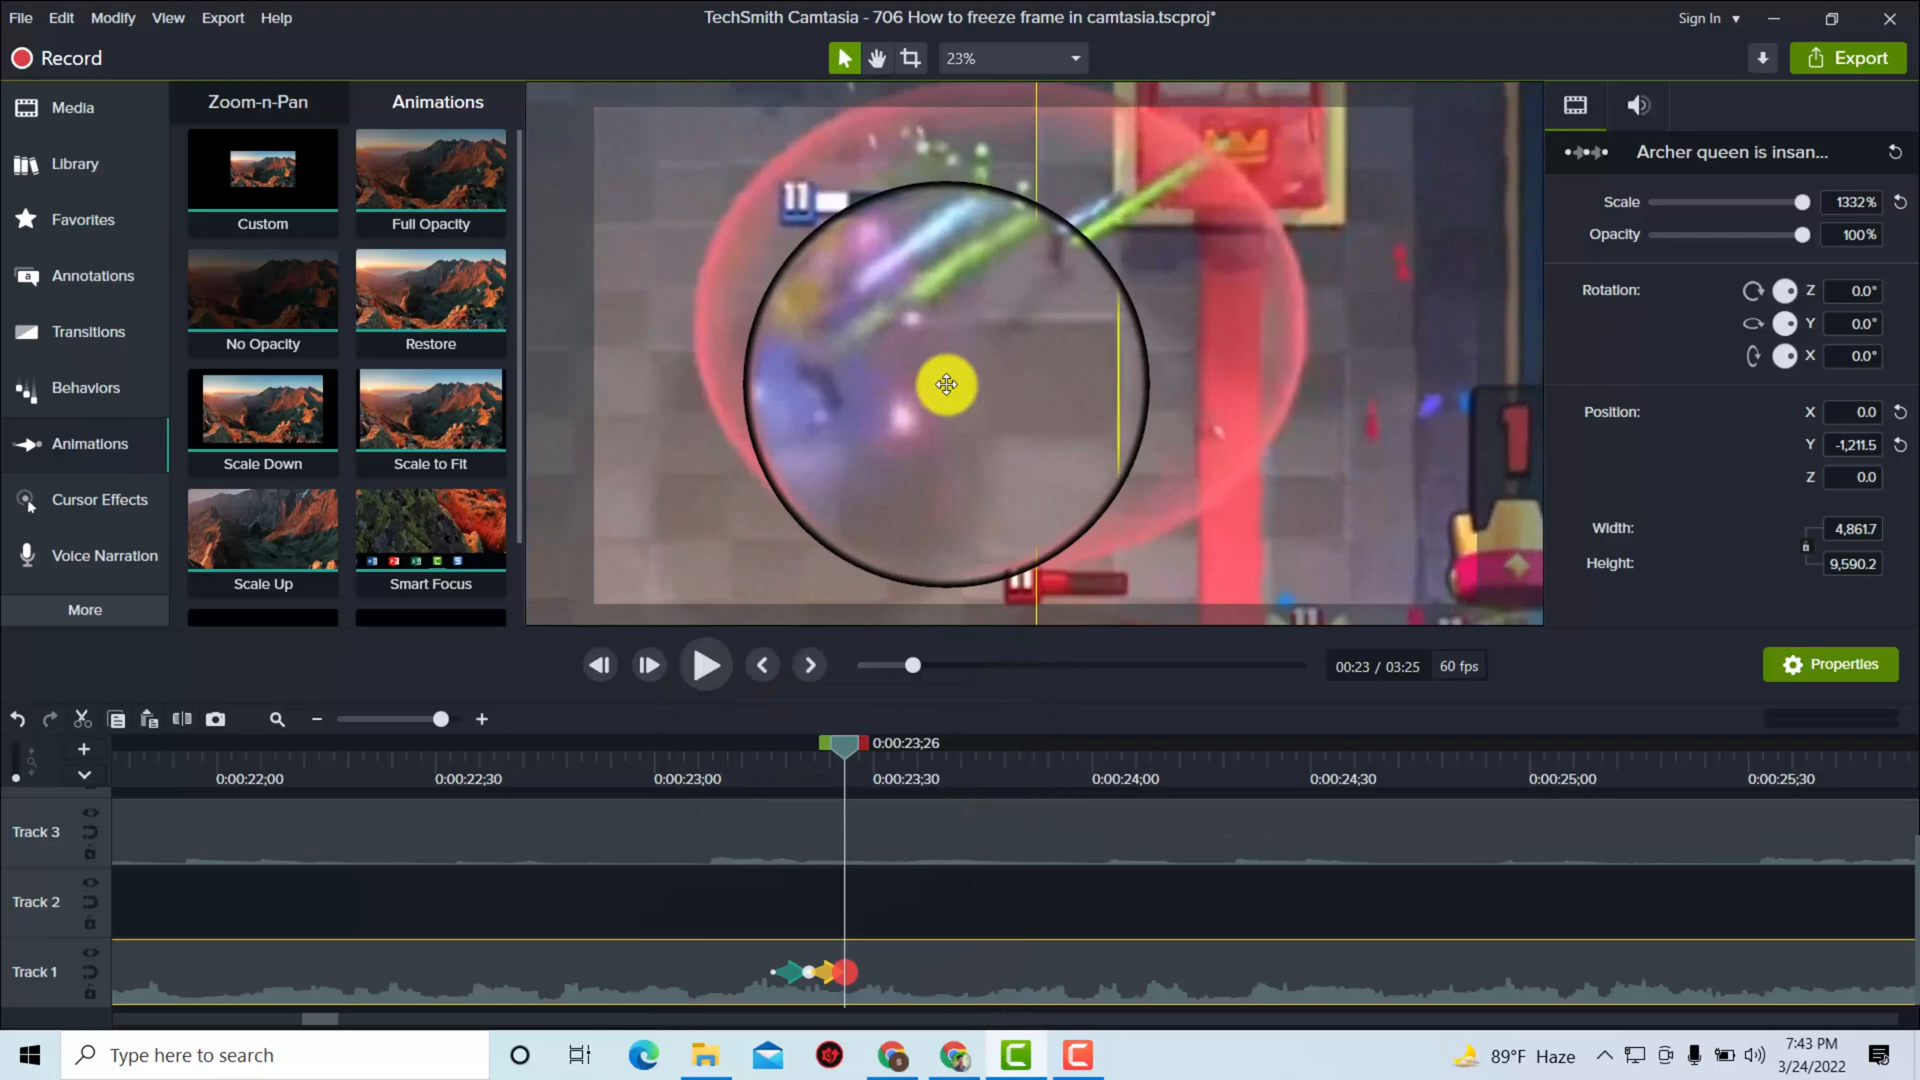 File Edit Modify View Export Help
TechSmith Camtasia - 706 How to freeze frame in camtasia.tscproj*
Sign In
Record
23%
Export
Media
Library
Favorites
Annotations
Transitions
Behaviors
Animations
Cursor Effects
Voice Narration
More
Zoom-n-Pan Animations
Custom Full Opacity
No Opacity Restore
Scale Down Scale to Fit
Scale Up Smart Focus
11
11
1
11
Archer queen is insan...
Scale 1332%
Opacity 100%
Rotation: Z 0.0°
Y 0.0°
X 0.0°
Position: X 0.0
Y -1,211.5
Z 0.0
Width: 4,861.7
Height: 9,590.2
00:23 / 03:25 60 fps
Properties
0:00:23;26
0:00:22;00 0:00:22;30 0:00:23;00 0:00:23;30 0:00:24;00 0:00:24;30 0:00:25;00 0:00:25;30
Track 3
Track 2
Track 1
Type here to search
89°F Haze
7:43 PM
3/24/2022